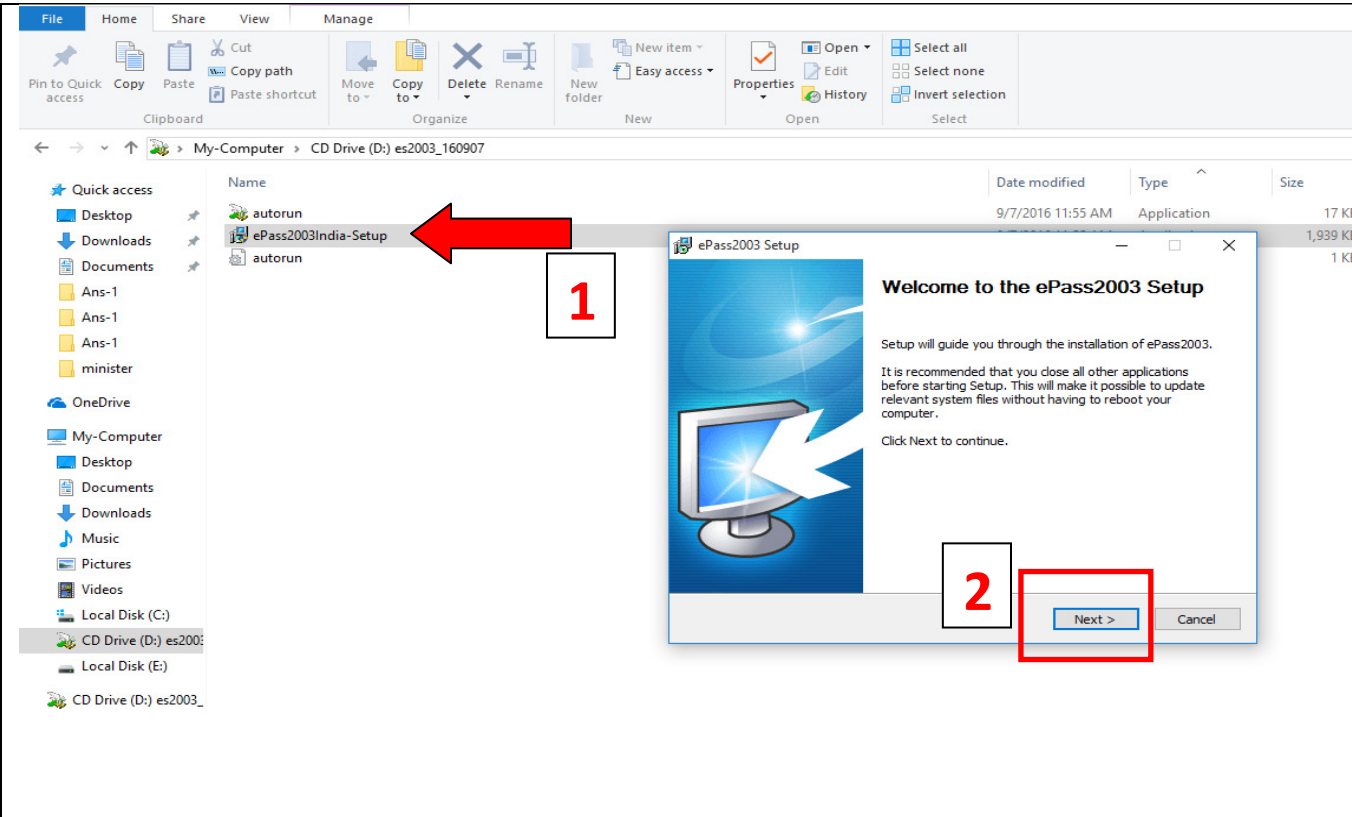 File Home Share View Manage
Cut
Copy path
Paste shortcut
Pin to Quick access
Copy
Paste
Clipboard
Move to
Copy to
Delete
Rename
Organize
New folder
New item
Easy access
New
Properties
Open
Edit
History
Open
Select all
Select none
Invert selection
Select
My-Computer > CD Drive (D:) es2003_160907
Name Date modified Type Size
autorun 9/7/2016 11:55 AM Application 17 K
ePass2003India-Setup 1,939 K
autorun 1 K
Quick access
Desktop
Downloads
Documents
Ans-1
Ans-1
Ans-1
minister
OneDrive
My-Computer
Desktop
Documents
Downloads
Music
Pictures
Videos
Local Disk (C:)
CD Drive (D:) es200
Local Disk (E:)
CD Drive (D:) es2003_
1
ePass2003 Setup
Welcome to the ePass2003 Setup
Setup will guide you through the installation of ePass2003.
It is recommended that you close all other applications
before starting Setup. This will make it possible to update
relevant system files without having to reboot your
computer.
Click Next to continue.
2
Next >
Cancel